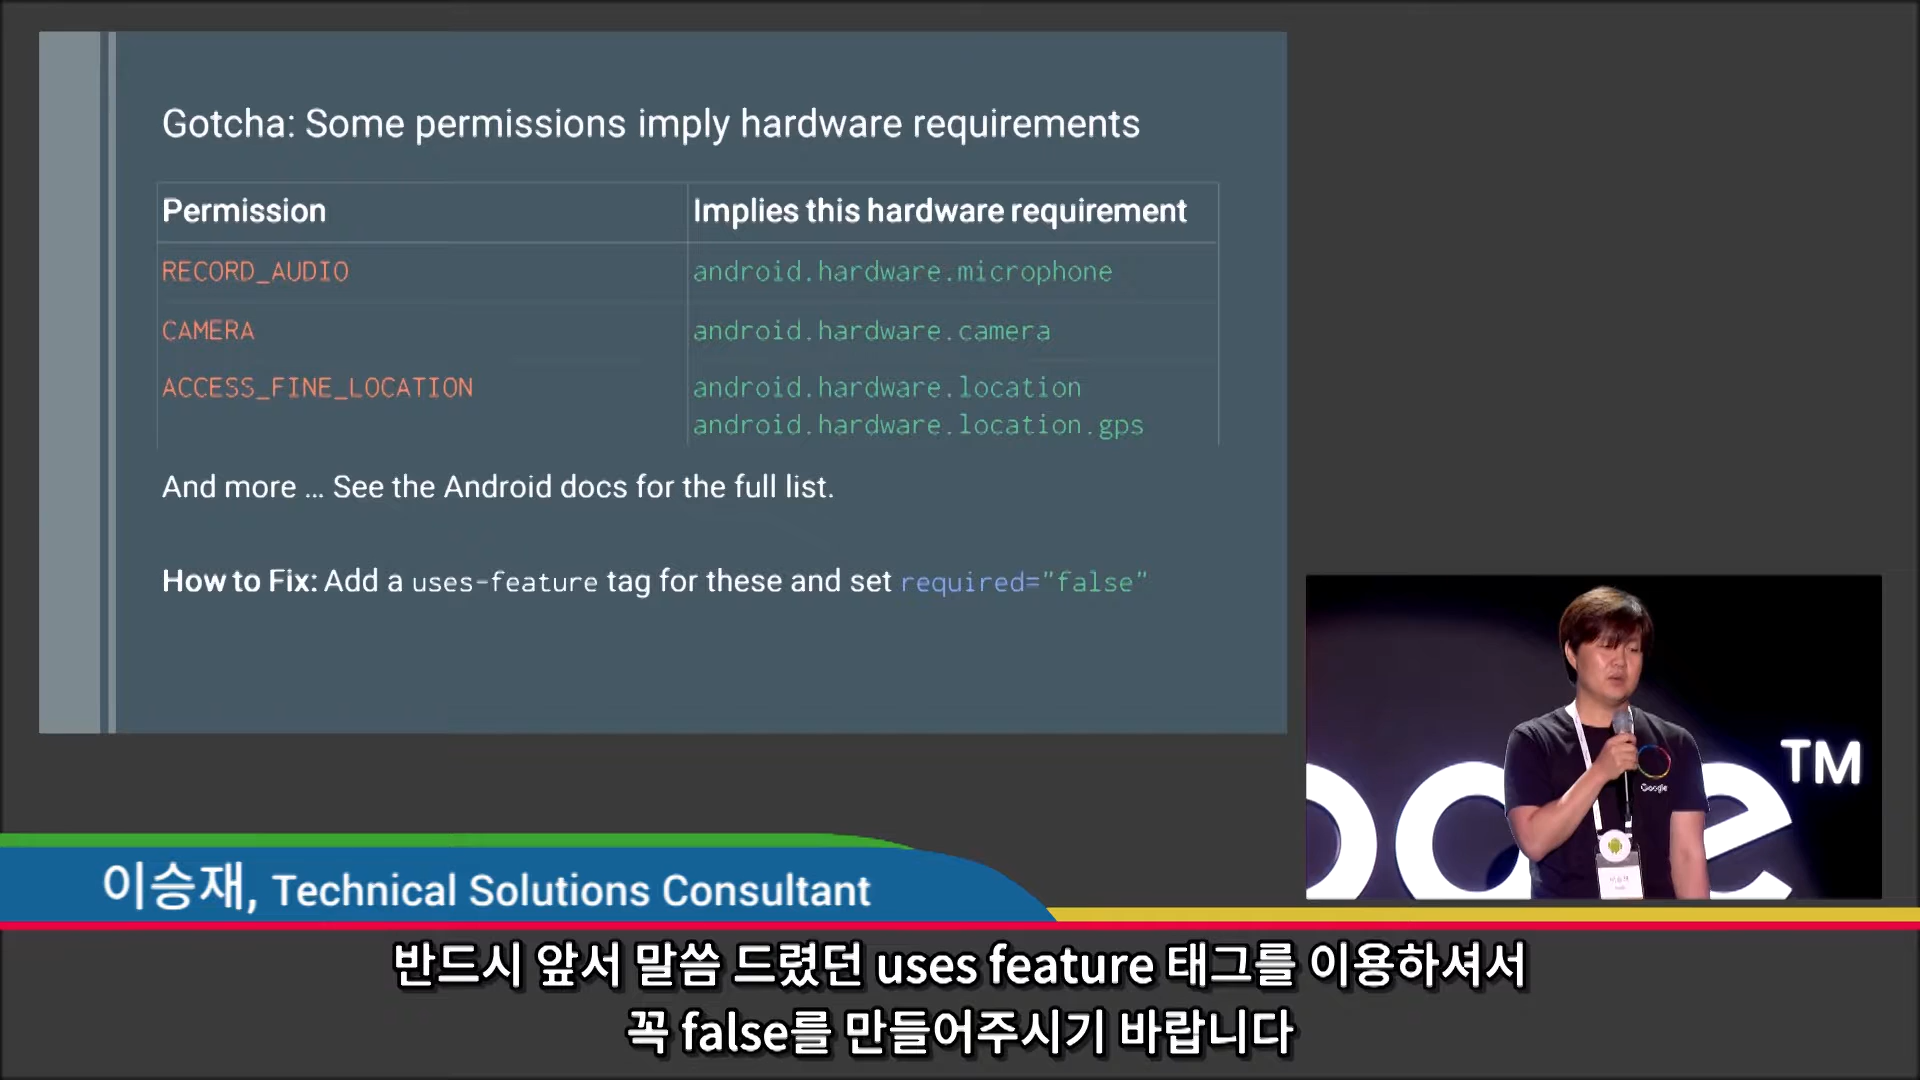 Gotcha: Some permissions imply hardware requirements
Permission
Implies this hardware requirement
RECORD_AUDIO
android.hardware.microphone
CAMERA
android.hardware.camera
ACCESS_FINE_LOCATION
android.hardware.location
android.hardware.location.gps
And more ... See the Android docs for the full list.
How to Fix: Add a uses-feature tag for these and set required="false"
TM
Google
이승재, Technical Solutions Consultant
반드시 앞서 말씀 드렸던 uses feature 태그를 이용하셔서
꼭 false를 만들어주시기 바랍니다